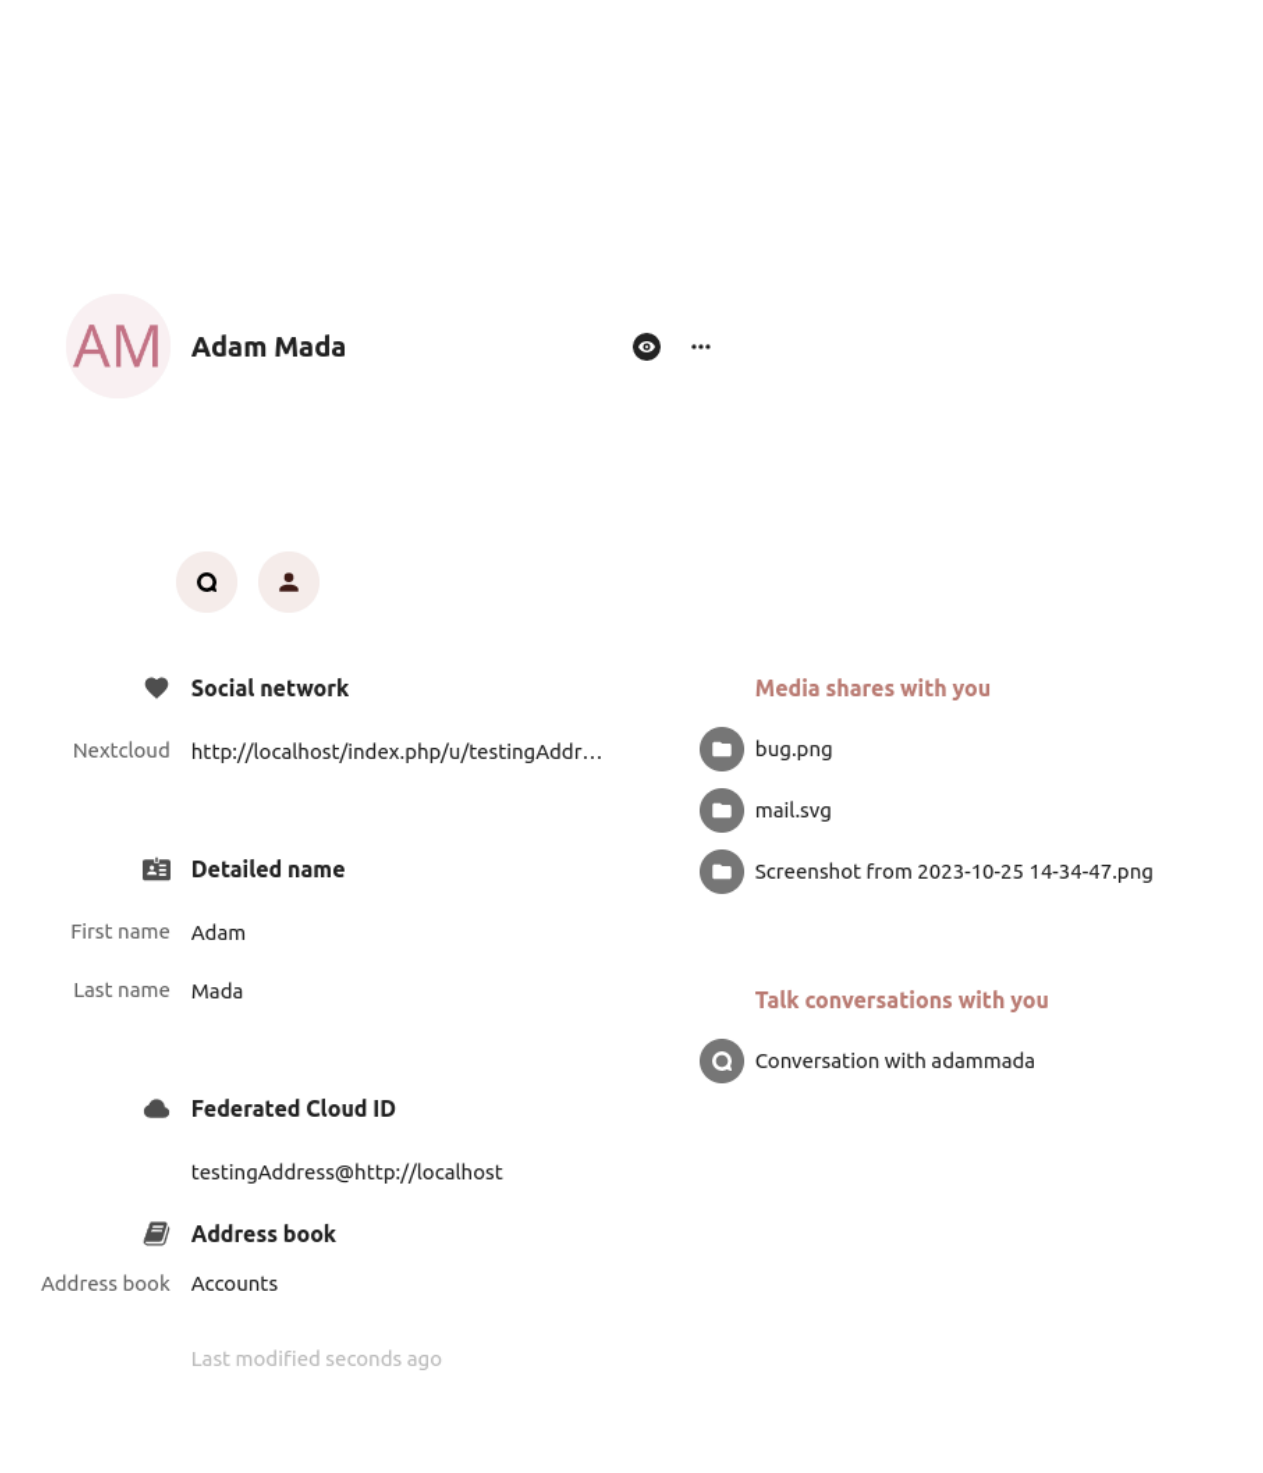 AM
Adam Mada
Social network
Nextcloud http://localhost/index.php/u/testingAddr…
Detailed name
First name Adam
Last name Mada
Federated Cloud ID
testingAddress@http://localhost
Address book
Address book Accounts
Last modified seconds ago
Media shares with you
bug.png
mail.svg
Screenshot from 2023-10-25 14-34-47.png
Talk conversations with you
Conversation with adammada